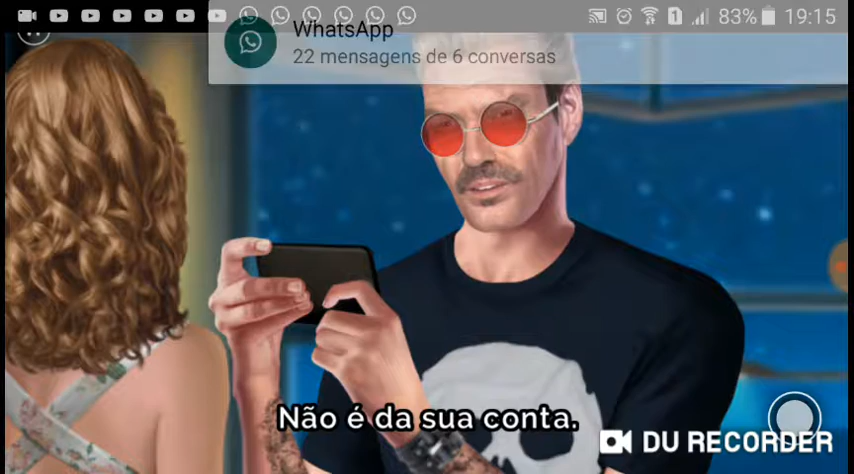 83% 19:15
WhatsApp
22 mensagens de 6 conversas
Não é da sua conta.
DU RECORDER